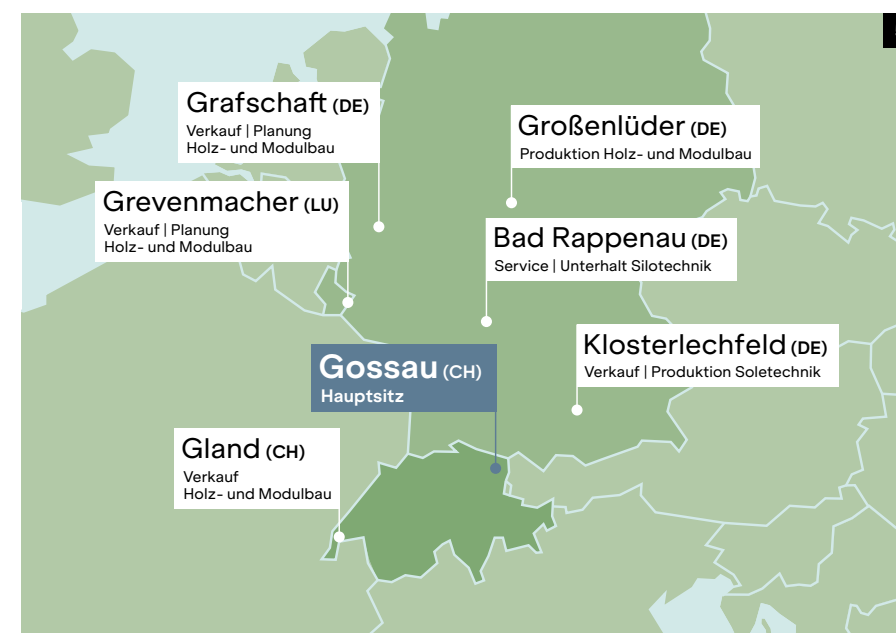 Grafschaft (DE)
Verkauf | Planung
Holz- und Modulbau
Großenlüder (DE)
Produktion Holz- und Modulbau
Grevenmacher (LU)
Verkauf | Planung
Holz- und Modulbau
Bad Rappenau (DE)
Service | Unterhalt Silotechnik
Klosterlechfeld (DE)
Verkauf | Produktion Soletechnik
Gossau (CH)
Hauptsitz
Gland (CH)
Verkauf
Holz- und Modulbau